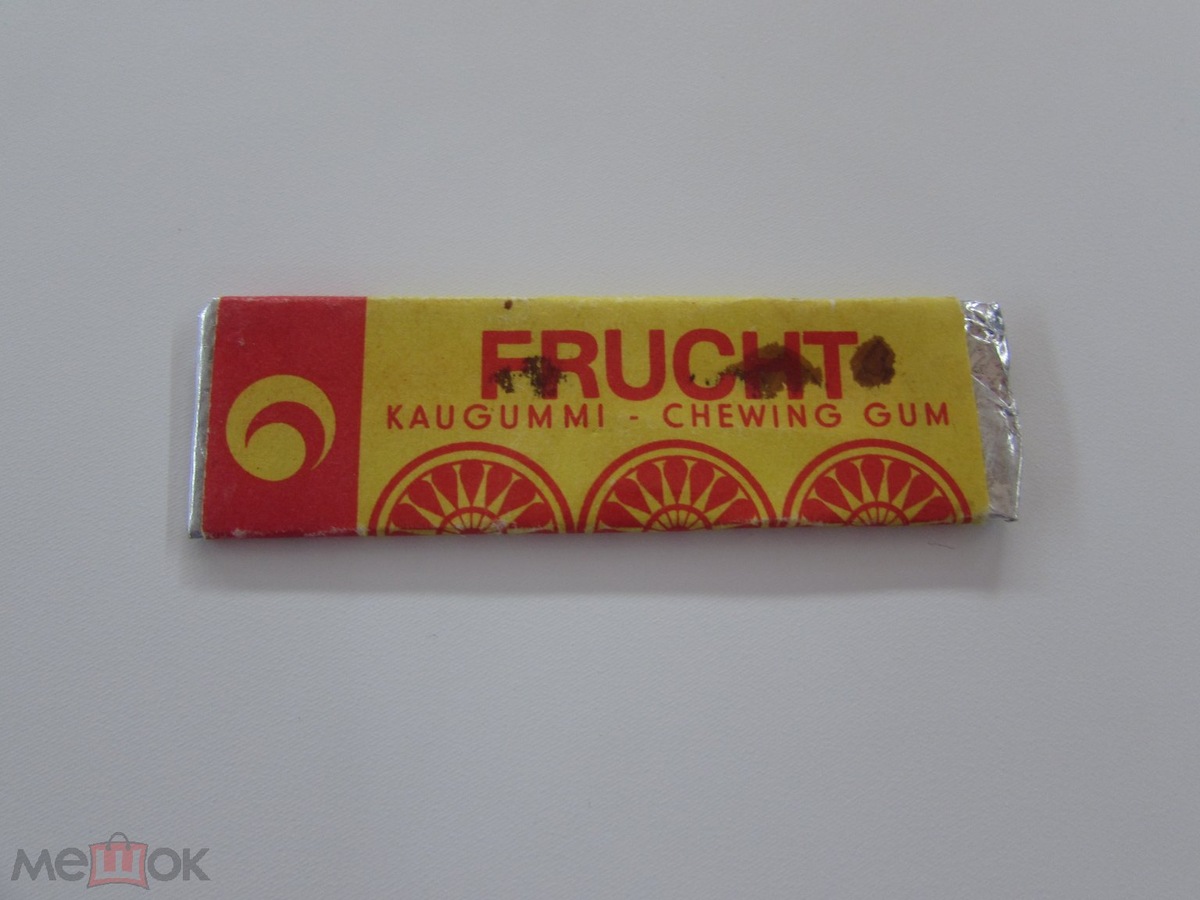 FRUCHT
KAUGUMMI - CHEWING GUM
мешок